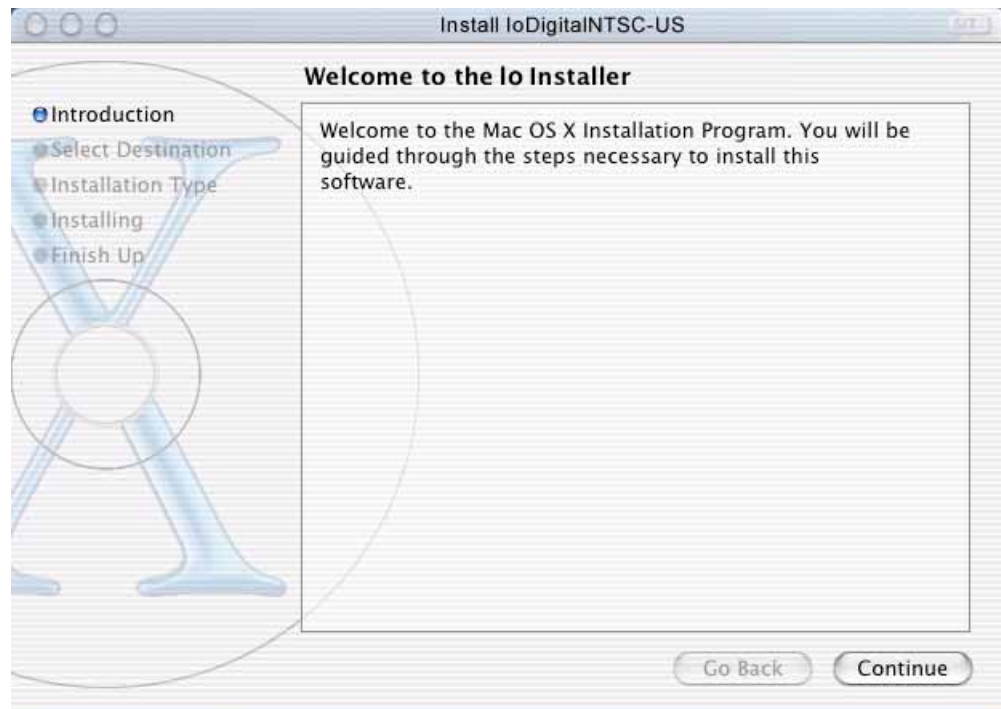 Install IoDigitalNTSC-US
Welcome to the Io Installer
Introduction
Select Destination
Installation Type
Installing
Finish Up
Welcome to the Mac OS X Installation Program. You will be
guided through the steps necessary to install this
software.
Go Back
Continue